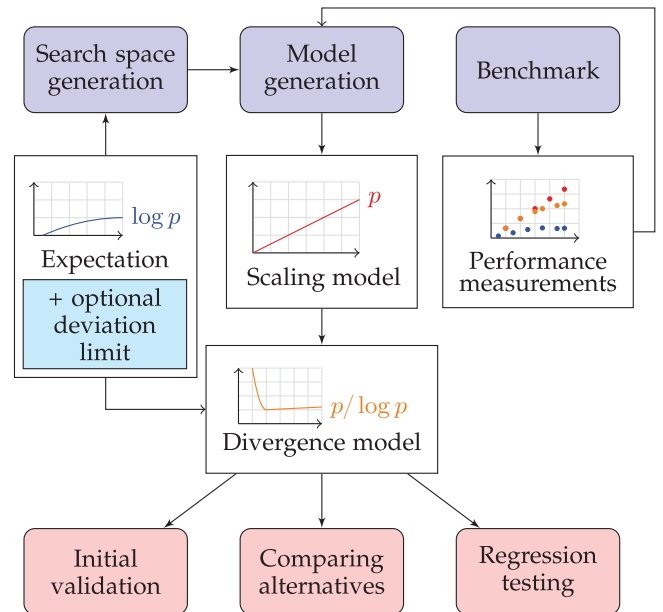 Search space
generation
Model
generation
Benchmark
log p
Expectation
+ optional
deviation
limit
p
Scaling model
Performance
measurements
p/ log p
Divergence model
Initial
validation
Comparing
alternatives
Regression
testing